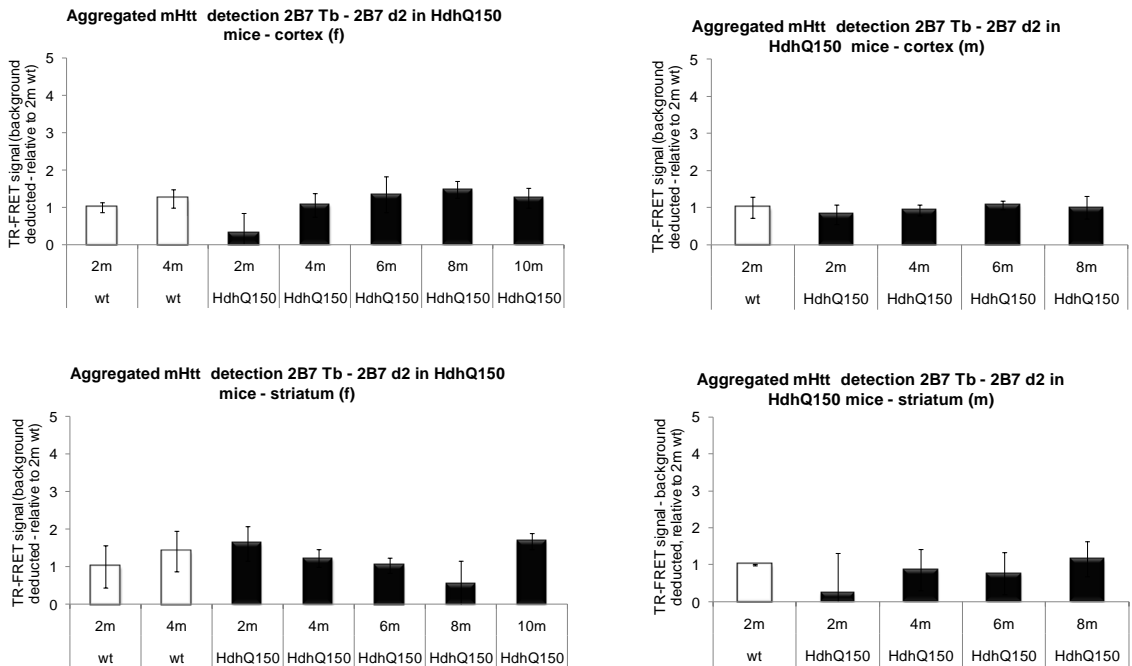 Aggregated mHtt detection 2B7 Tb - 2B7 d2 in HdhQ150
mice - cortex (f)
TR-FRET signal (background
deducted - relative to 2m wt)
5
4
3
2
1
0
2m 4m 2m 4m 6m 8m 10m
wt wt HdhQ150 HdhQ150 HdhQ150 HdhQ150 HdhQ150
Aggregated mHtt detection 2B7 Tb - 2B7 d2 in
HdhQ150 mice - cortex (m)
TR-FRET signal (background
deducted - relative to 2m wt)
5
4
3
2
1
0
2m 2m 4m 6m 8m
wt HdhQ150 HdhQ150 HdhQ150 HdhQ150
Aggregated mHtt detection 2B7 Tb - 2B7 d2 in HdhQ150
mice - striatum (f)
TR-FRET signal (background
deducted - relative to 2m wt)
5
4
3
2
1
0
2m 4m 2m 4m 6m 8m 10m
wt wt HdhQ150 HdhQ150 HdhQ150 HdhQ150 HdhQ150
Aggregated mHtt detection 2B7 Tb - 2B7 d2 in
HdhQ150 mice - striatum (m)
TR-FRET signal - background
deducted, relative to 2m wt)
5
4
3
2
1
0
2m 2m 4m 6m 8m
wt HdhQ150 HdhQ150 HdhQ150 HdhQ150